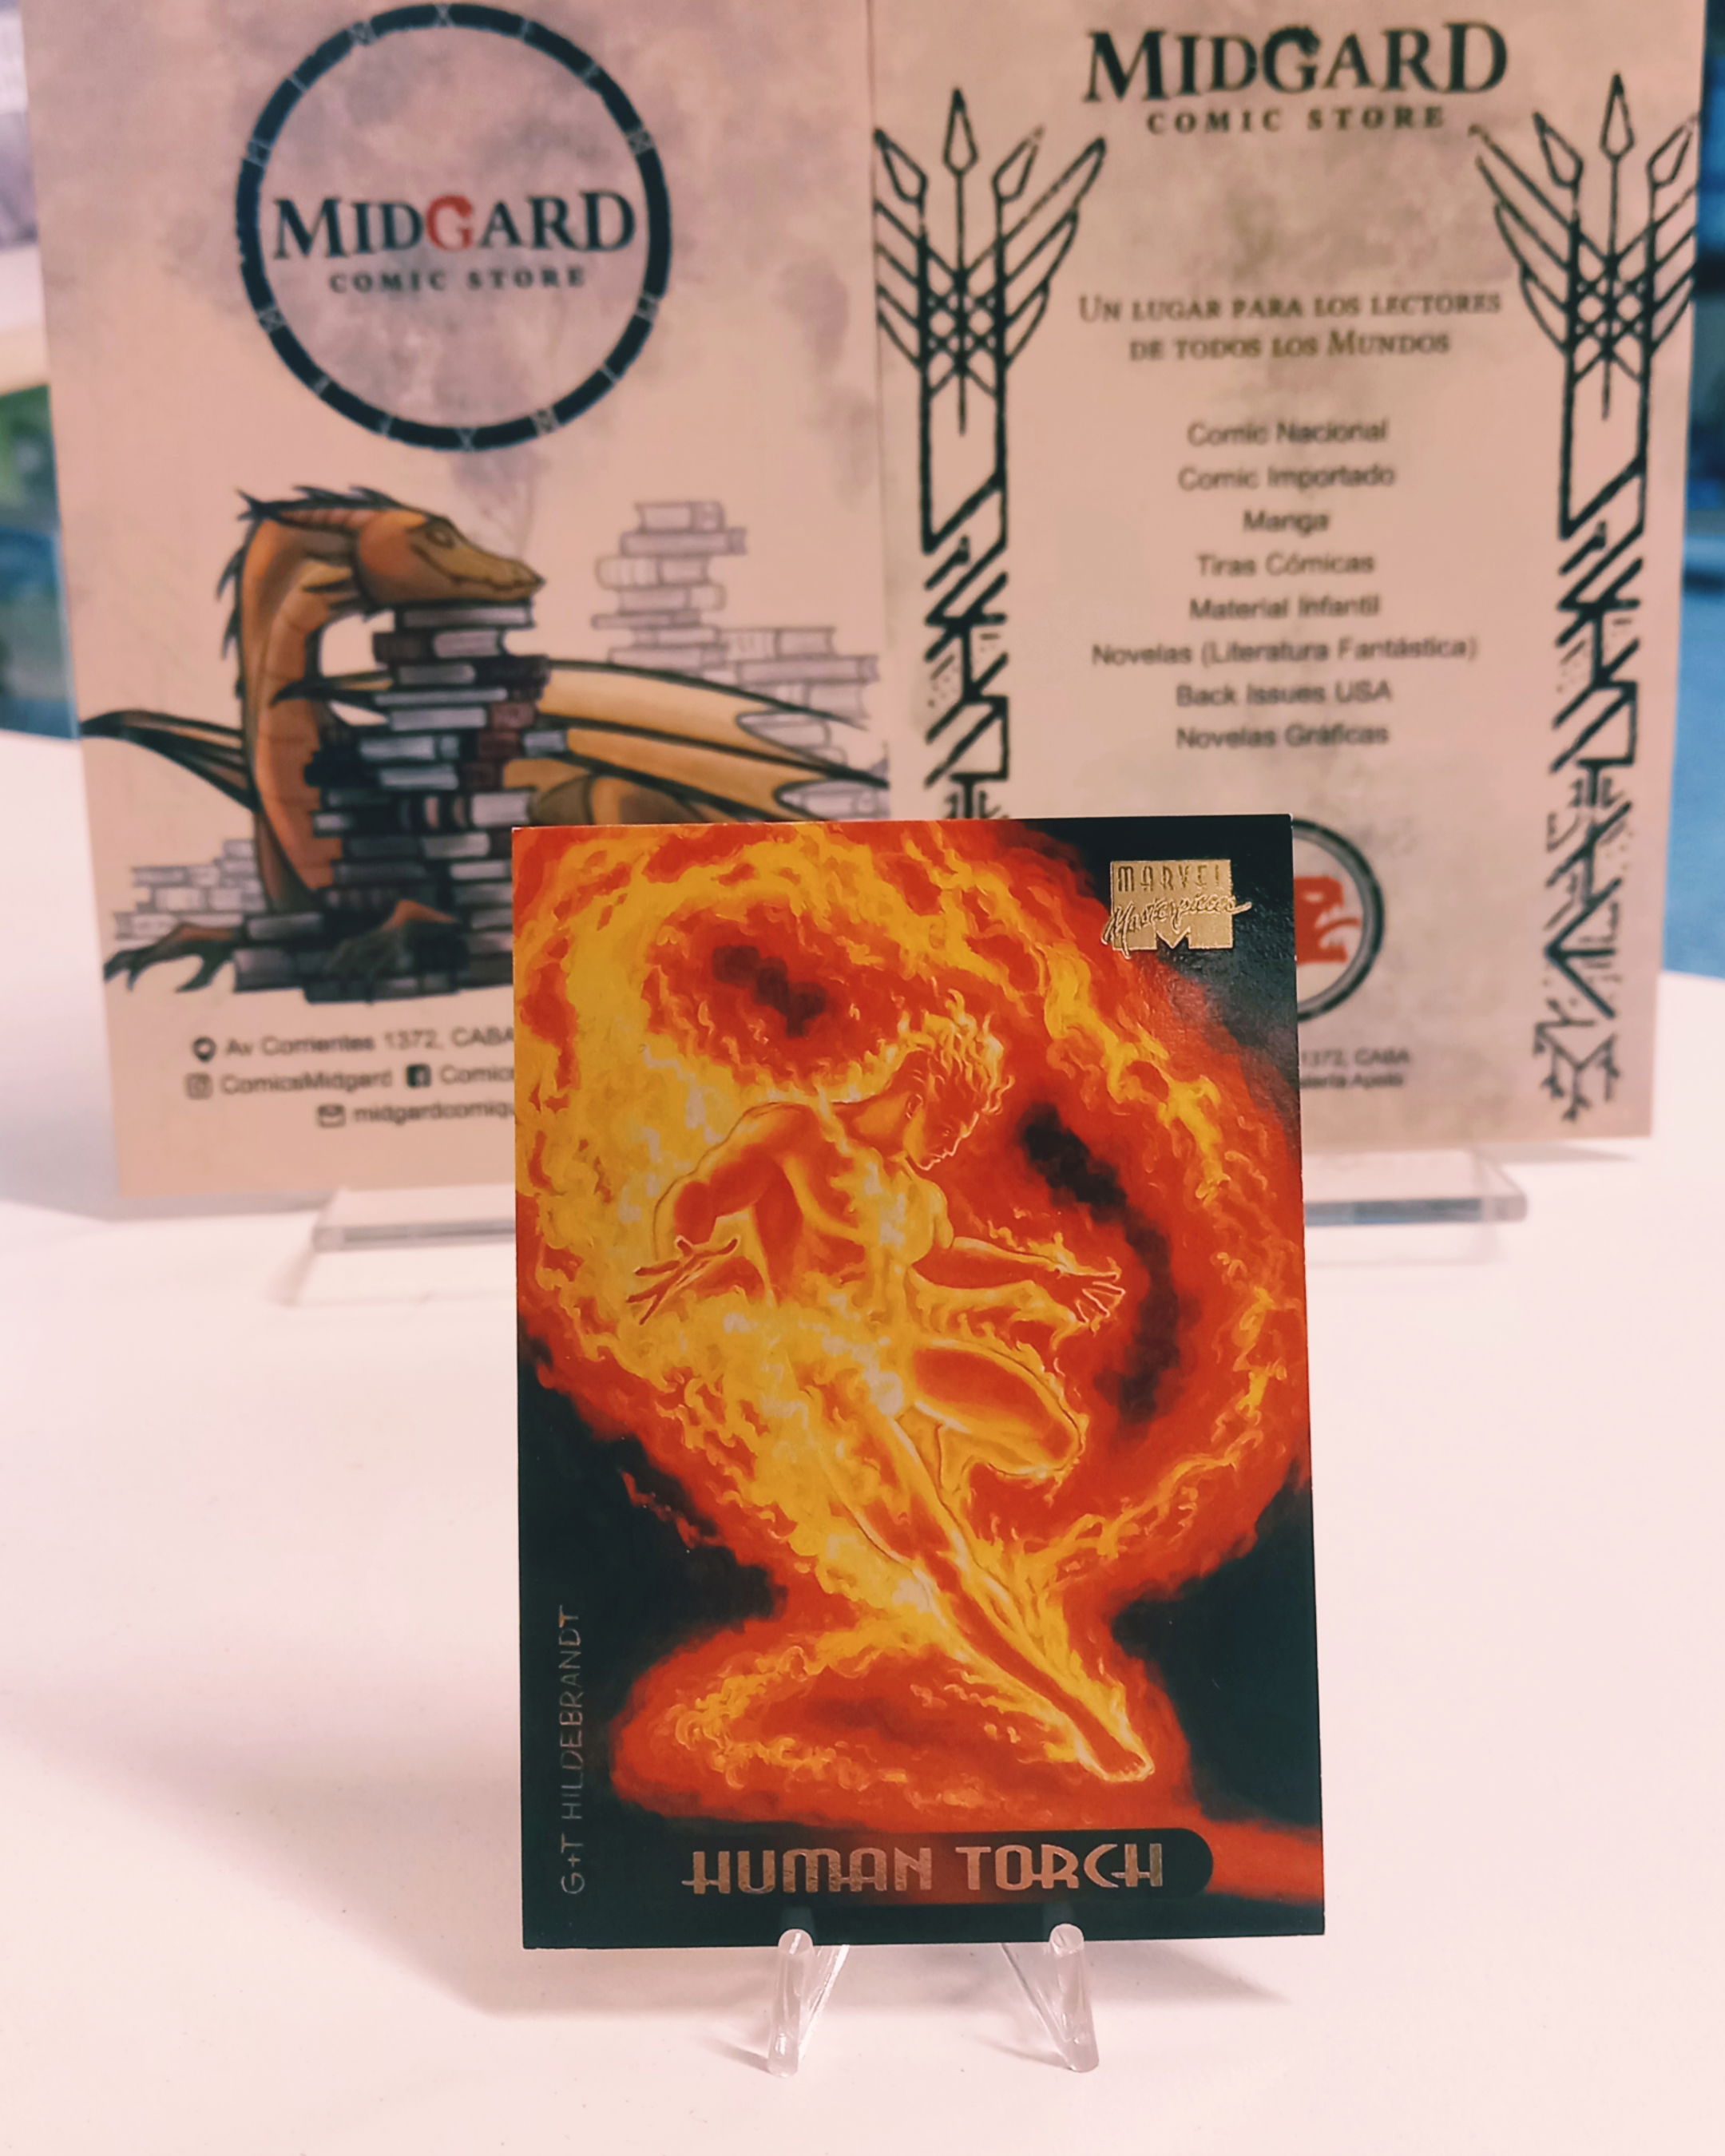 MIDGARD
COMIC STORE
Av Corrientes 1372, CABA
ComicsMidgard Comic
midgardcomiq
MIDGARD
COMIC STORE
UN LUGAR PARA LOS LECTORES
DE TODOS LOS MUNDOS
Comic Nacional
Comic Importado
Manga
Tiras Cómicas
Material Infantil
Novelas (Literatura Fantástica)
Back Issues USA
Novelas Gráficas
1372, CABA
MARVEL
Masterpieces
G+T HILDEBRANDT
HUMAN TORCH